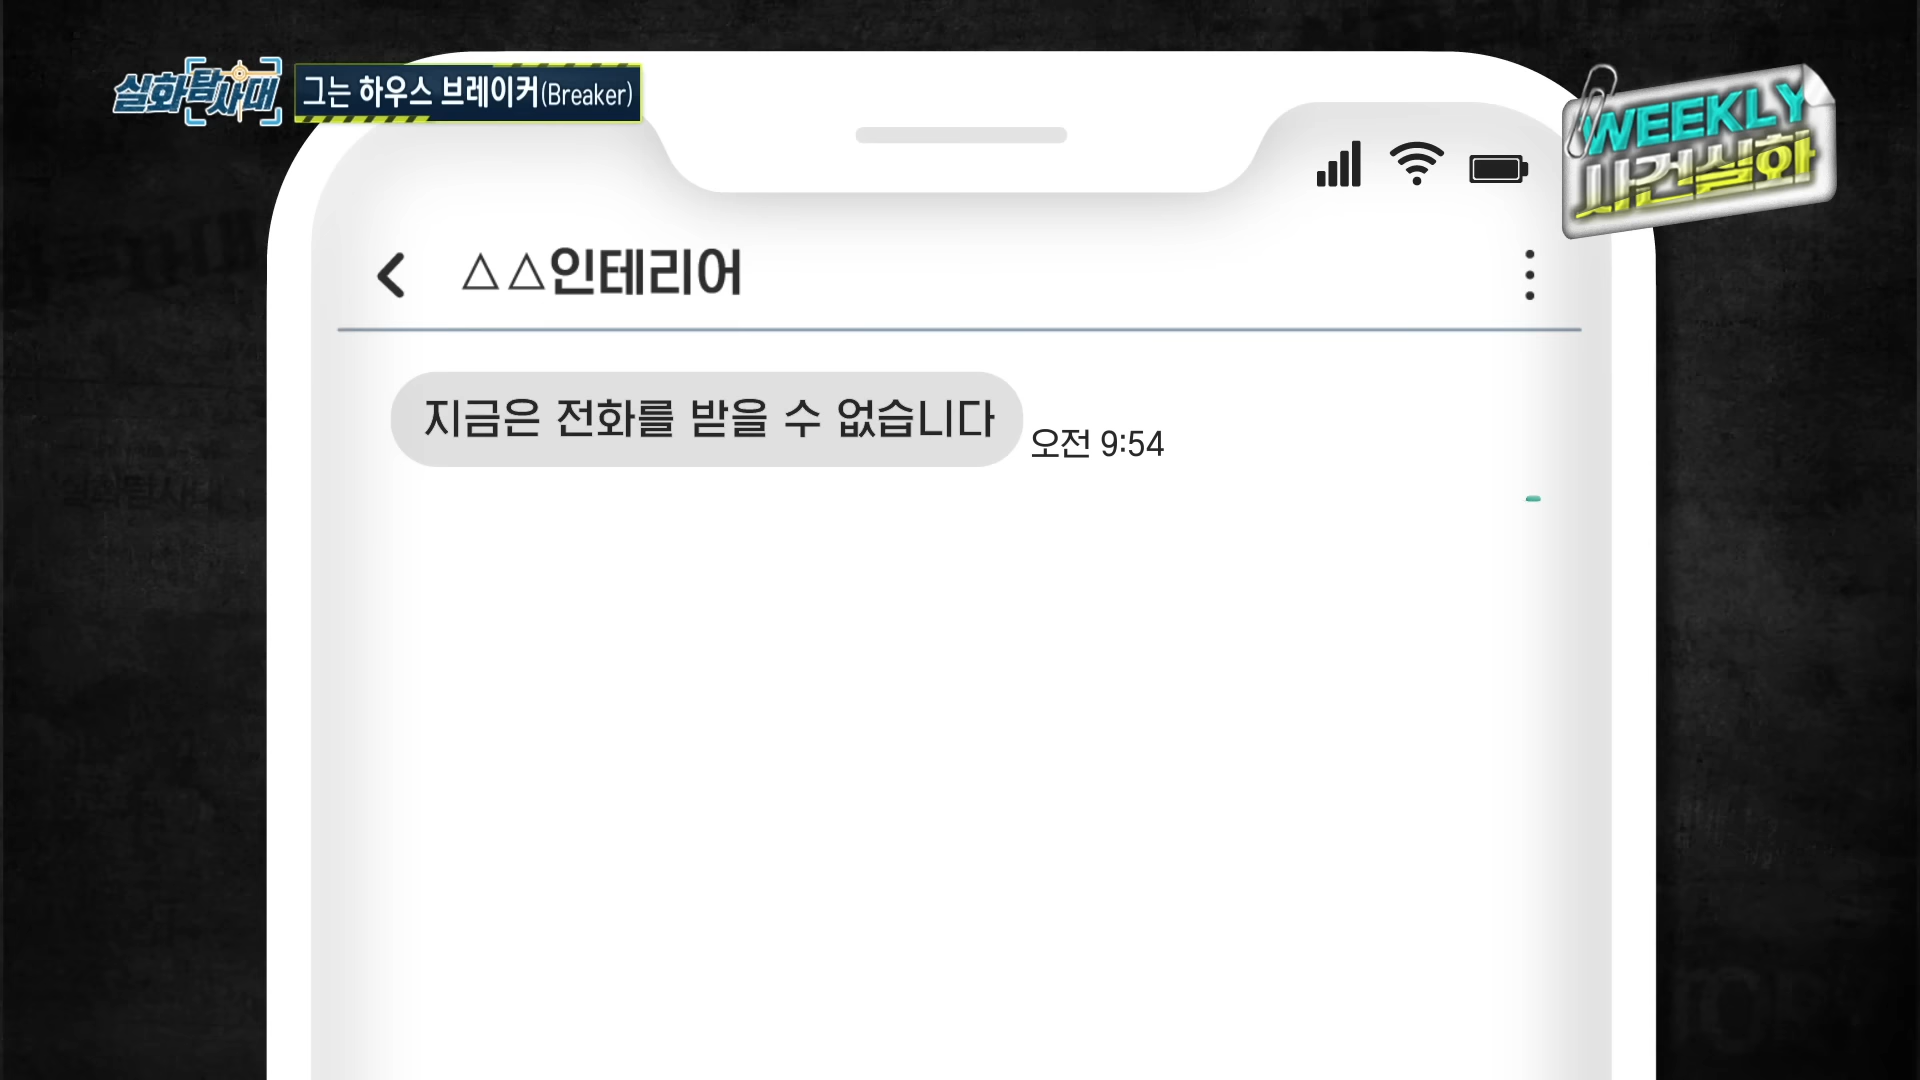 실화탐사대
그는 하우스 브레이커(Breaker)
WEEKLY
사건실화
△△인테리어
지금은 전화를 받을 수 없습니다
오전 9:54